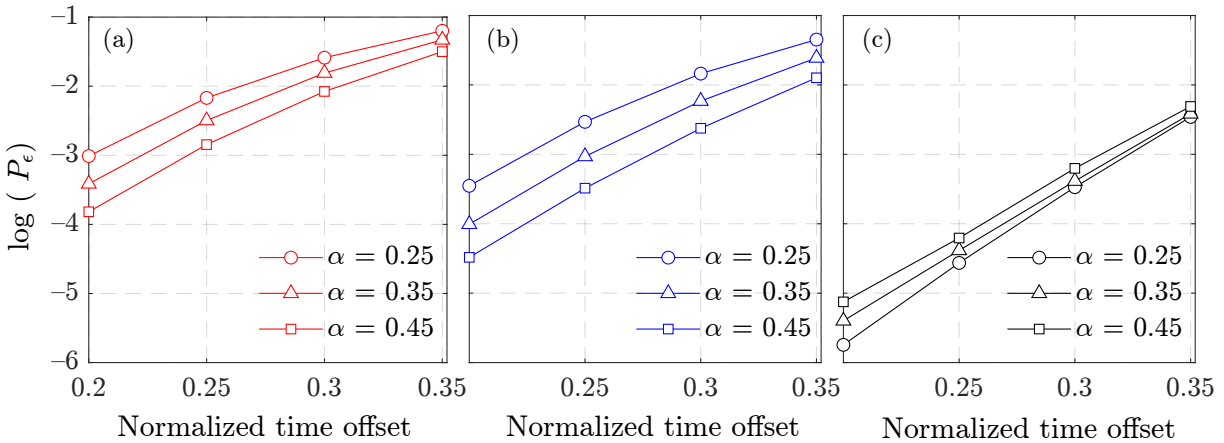 (a) (b) (c)
−1
−2
−3
−4
−5
−6
log ( P_ϵ)
α = 0.25 α = 0.25 α = 0.25
α = 0.35 α = 0.35 α = 0.35
α = 0.45 α = 0.45 α = 0.45
0.2 0.25 0.3 0.35 0.25 0.3 0.35 0.25 0.3 0.35
Normalized time offset Normalized time offset Normalized time offset